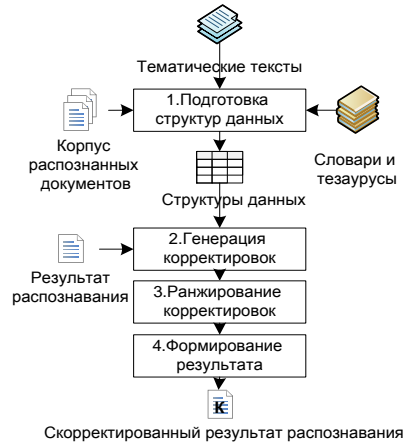 Тематические тексты
1.Подготовка
структур данных
Корпус
распознанных
документов
Словари и
тезаурусы
Структуры данных
2.Генерация
корректировок
Результат
распознавания
3.Ранжирование
корректировок
4.Формирование
результата
K
Скорректированный результат распознавания